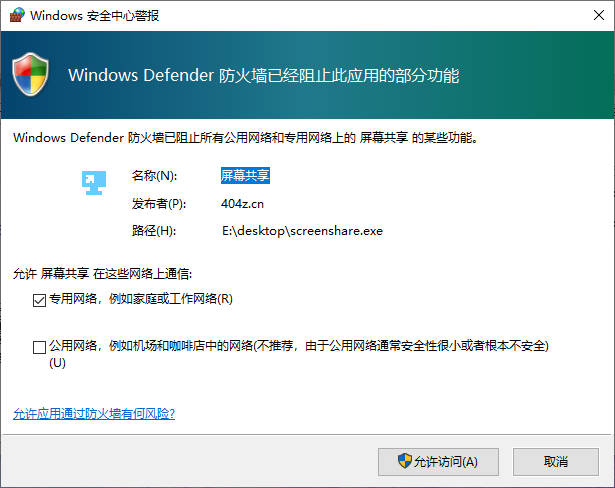 Windows 安全中心警报
Windows Defender 防火墙已经阻止此应用的部分功能
Windows Defender 防火墙已阻止所有公用网络和专用网络上的 屏幕共享 的某些功能。
名称(N): 屏幕共享
发布者(P): 404z.cn
路径(H): E:\desktop\screenshare.exe
允许 屏幕共享 在这些网络上通信:
专用网络，例如家庭或工作网络(R)
公用网络，例如机场和咖啡店中的网络(不推荐，由于公用网络通常安全性很小或者根本不安全)
(U)
允许应用通过防火墙有何风险?
允许访问(A) 取消